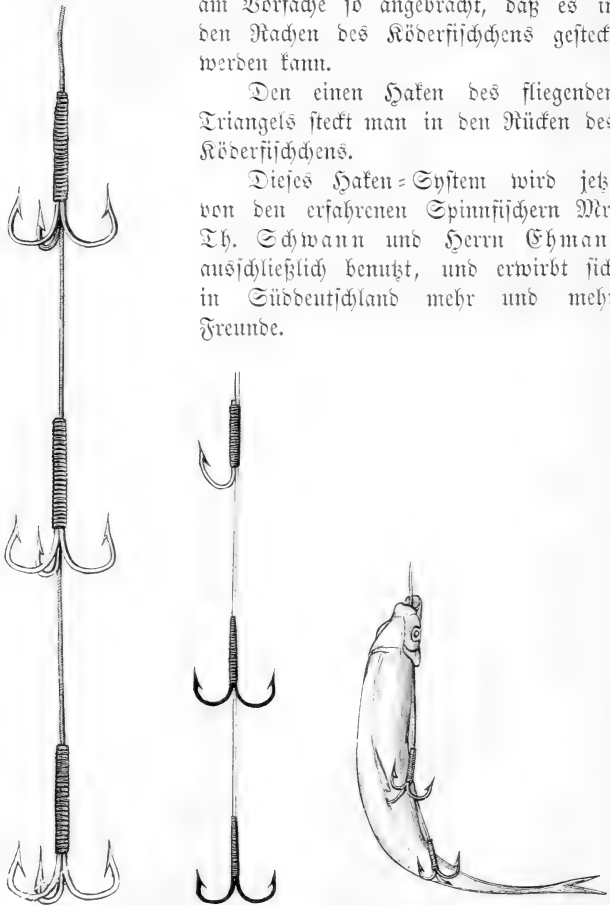 am Vorfache so angebracht, daß es in
den Rachen des Köderfischchens gesteckt
werden kann.
Den einen Haken des fliegenden
Triangels steckt man in den Rücken des
Köderfischchens.
Dieses Haken-System wird jetz
von den erfahrenen Spinnfischern Mr
Th. Schwann und Herrn Ehman
ausschließlich benutzt, und erwirbt sich
in Süddeutschland mehr und mehr
Freunde.